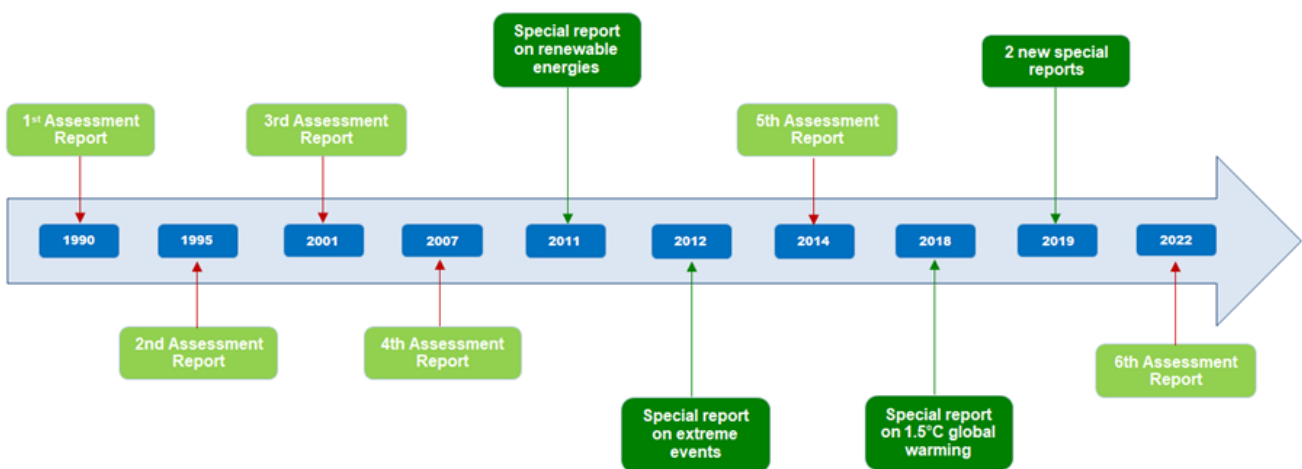 Special report
on renewable
energies
2 new special
reports
1st Assessment
Report
3rd Assessment
Report
5th Assessment
Report
1990
1995
2001
2007
2011
2012
2014
2018
2019
2022
2nd Assessment
Report
4th Assessment
Report
6th Assessment
Report
Special report
on extreme
events
Special report
on 1.5°C global
warming